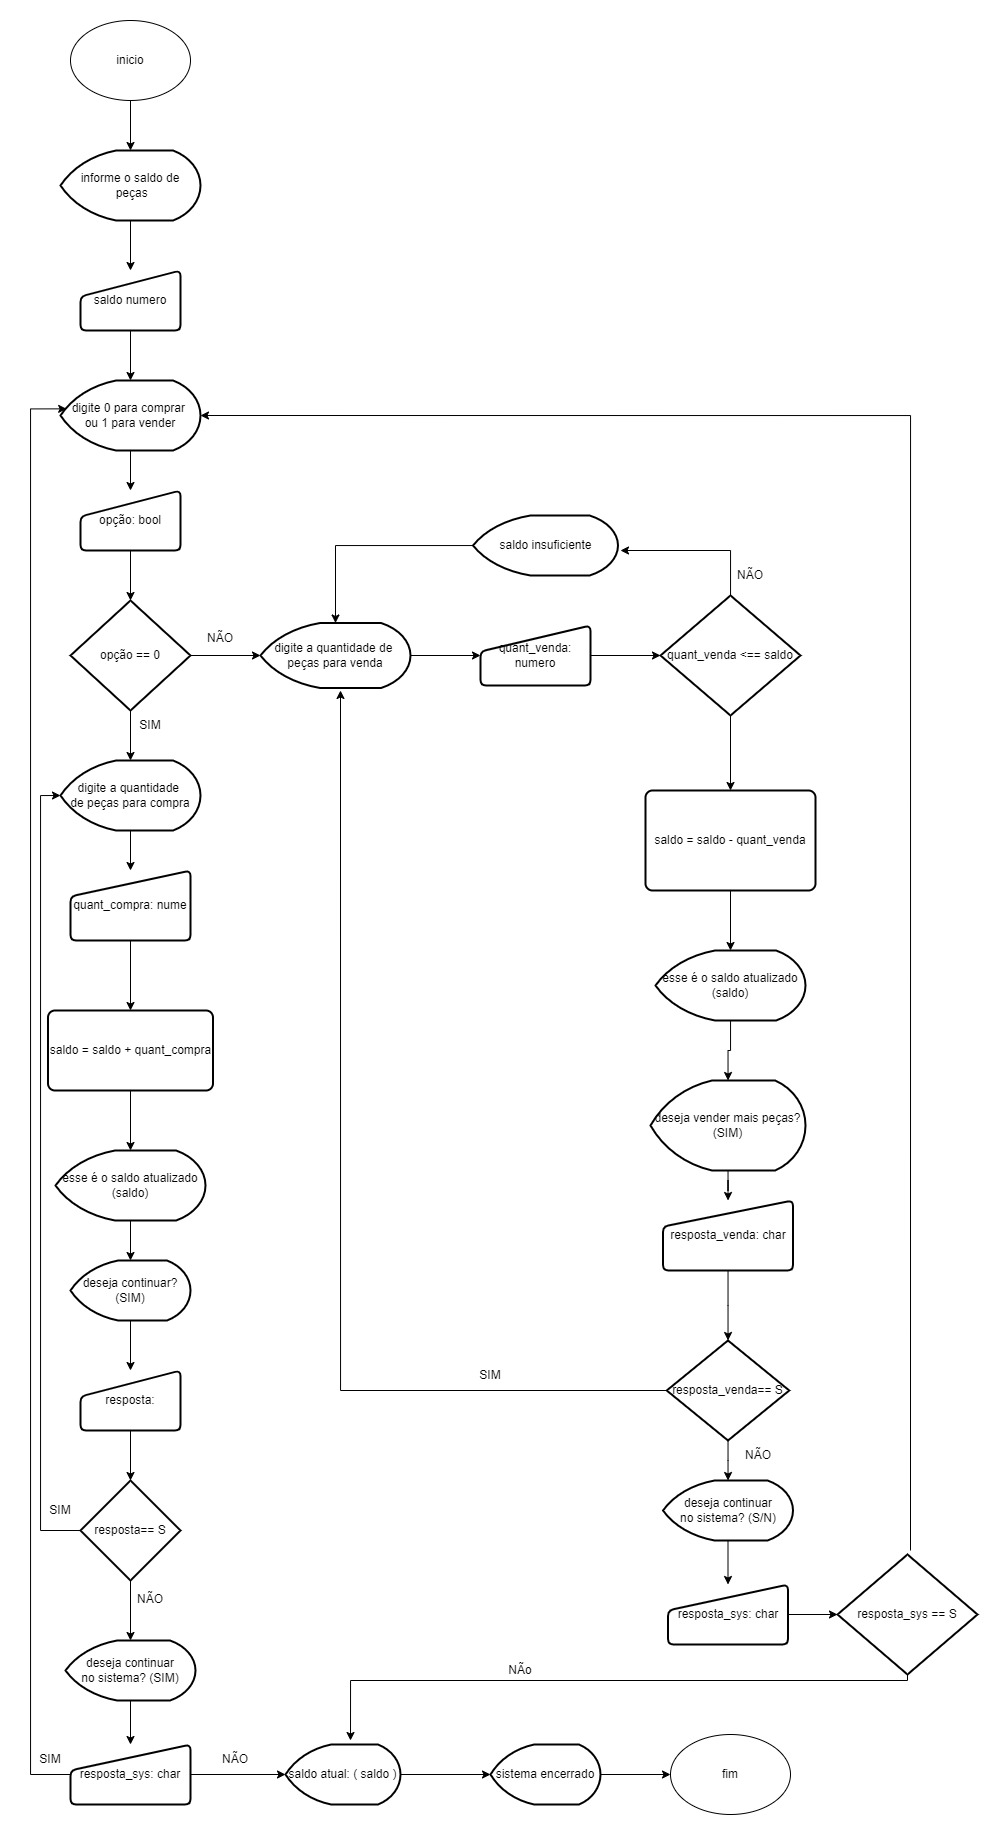 inicio
informe o saldo de
peças
saldo numero
digite 0 para comprar
ou 1 para vender
opção: bool
opção == 0
NÃO
SIM
digite a quantidade de
peças para venda
saldo insuficiente
quant_venda:
numero
NÃO
quant_venda <== saldo
saldo = saldo - quant_venda
esse é o saldo atualizado
(saldo)
deseja vender mais peças?
(SIM)
resposta_venda: char
resposta_venda== S
SIM
NÃO
deseja continuar
no sistema? (S/N)
resposta_sys: char
resposta_sys == S
NÃo
digite a quantidade
de peças para compra
quant_compra: nume
saldo = saldo + quant_compra
esse é o saldo atualizado
(saldo)
deseja continuar?
(SIM)
resposta:
resposta== S
SIM
NÃO
deseja continuar
no sistema? (SIM)
resposta_sys: char
SIM
NÃO
saldo atual: ( saldo )
sistema encerrado
fim